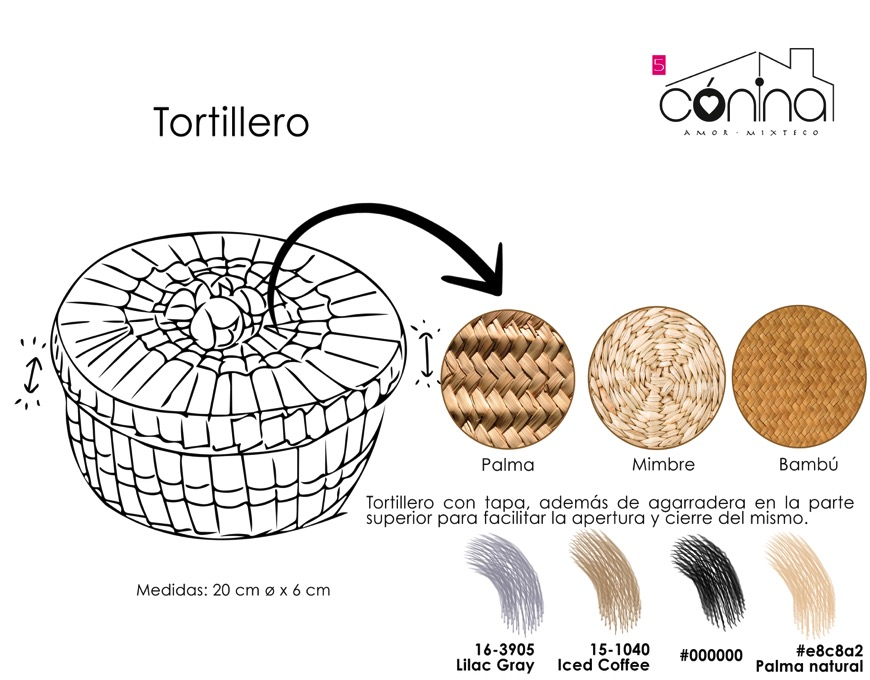 5
cónina
AMOR · MIXTECO
Tortillero
Palma
Mimbre
Bambú
Tortillero con tapa, además de agarradera en la parte
superior para facilitar la apertura y cierre del mismo.
Medidas: 20 cm ø x 6 cm
16-3905
Lilac Gray
15-1040
Iced Coffee
#000000
#e8c8a2
Palma natural